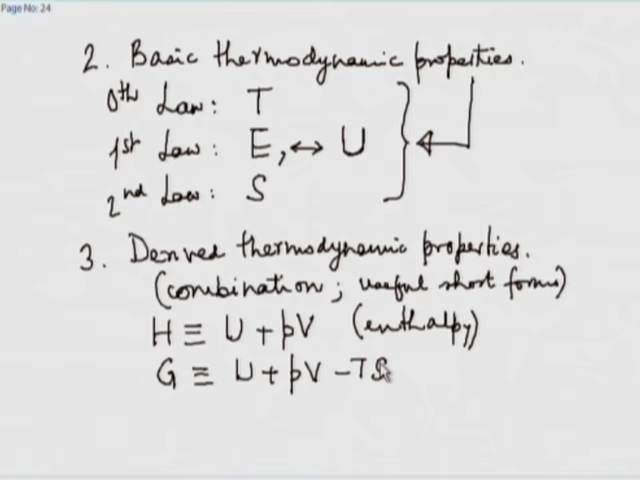 Page No: 24
2. Basic thermodynamic properties.
0th Law: T
1st Law: E, ↔ U
2nd Law: S
3. Derived thermodynamic properties.
(combination; useful short forms)
H ≡ U + pV (enthalpy)
G ≡ U + pV - TS